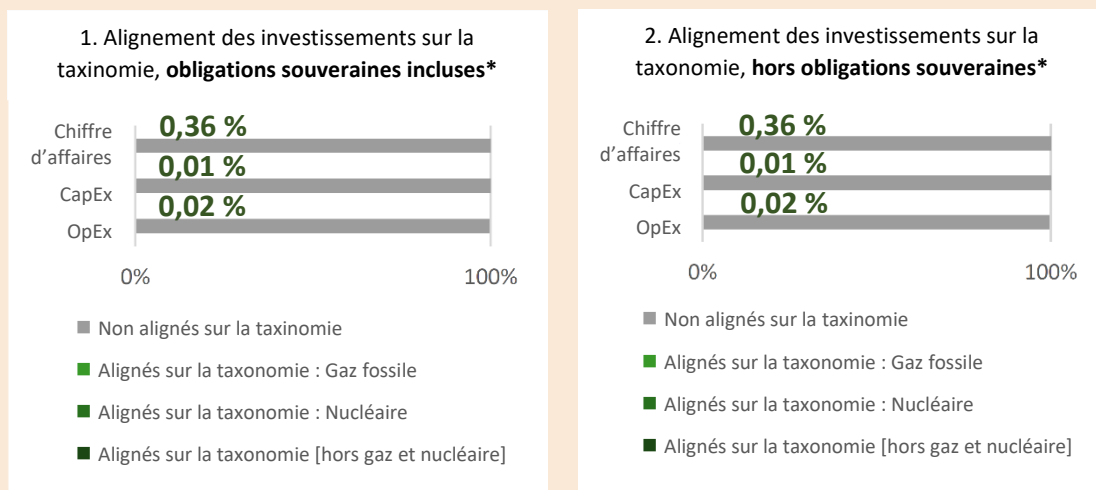 1. Alignement des investissements sur la
taxinomie, obligations souveraines incluses*
Chiffre
d’affaires
0,36 %
CapEx
0,01 %
OpEx
0,02 %
0%
100%
Non alignés sur la taxinomie
Alignés sur la taxonomie : Gaz fossile
Alignés sur la taxonomie : Nucléaire
Alignés sur la taxonomie [hors gaz et nucléaire]
2. Alignement des investissements sur la
taxonomie, hors obligations souveraines*
Chiffre
d’affaires
0,36 %
CapEx
0,01 %
OpEx
0,02 %
0%
100%
Non alignés sur la taxinomie
Alignés sur la taxonomie : Gaz fossile
Alignés sur la taxonomie : Nucléaire
Alignés sur la taxonomie [hors gaz et nucléaire]